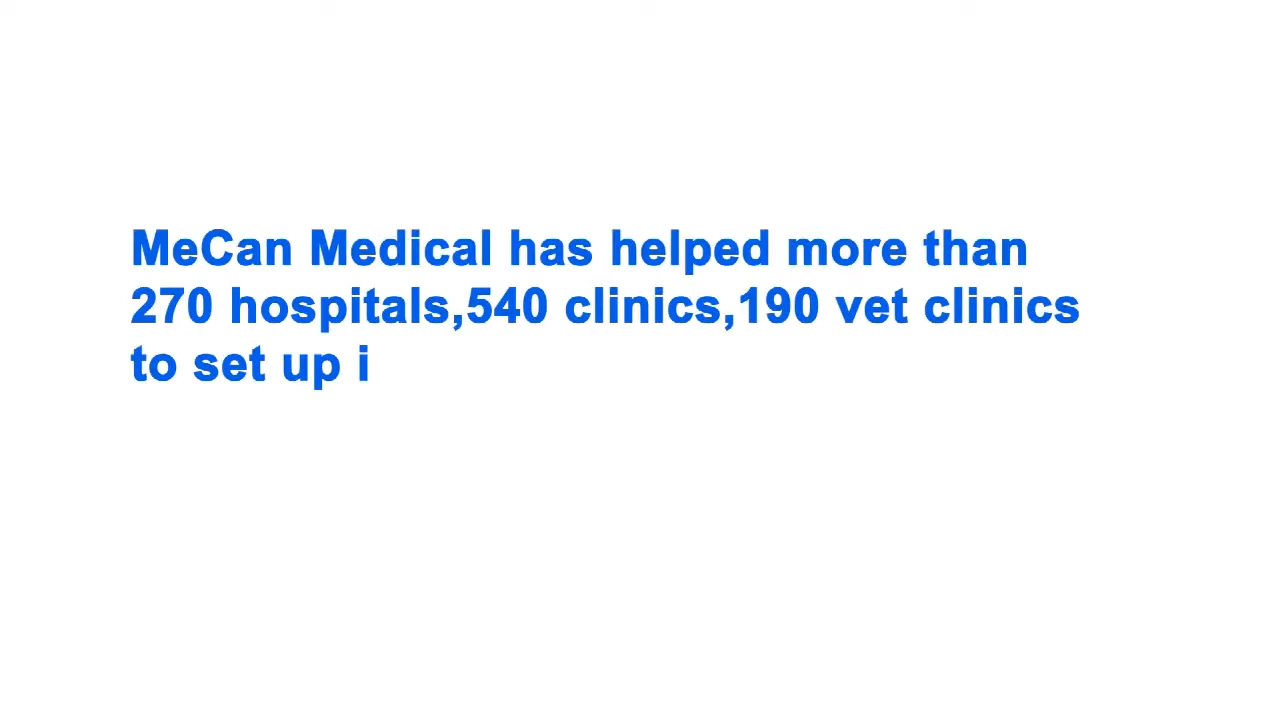 MeCan Medical has helped more than
270 hospitals,540 clinics,190 vet clinics
to set up i